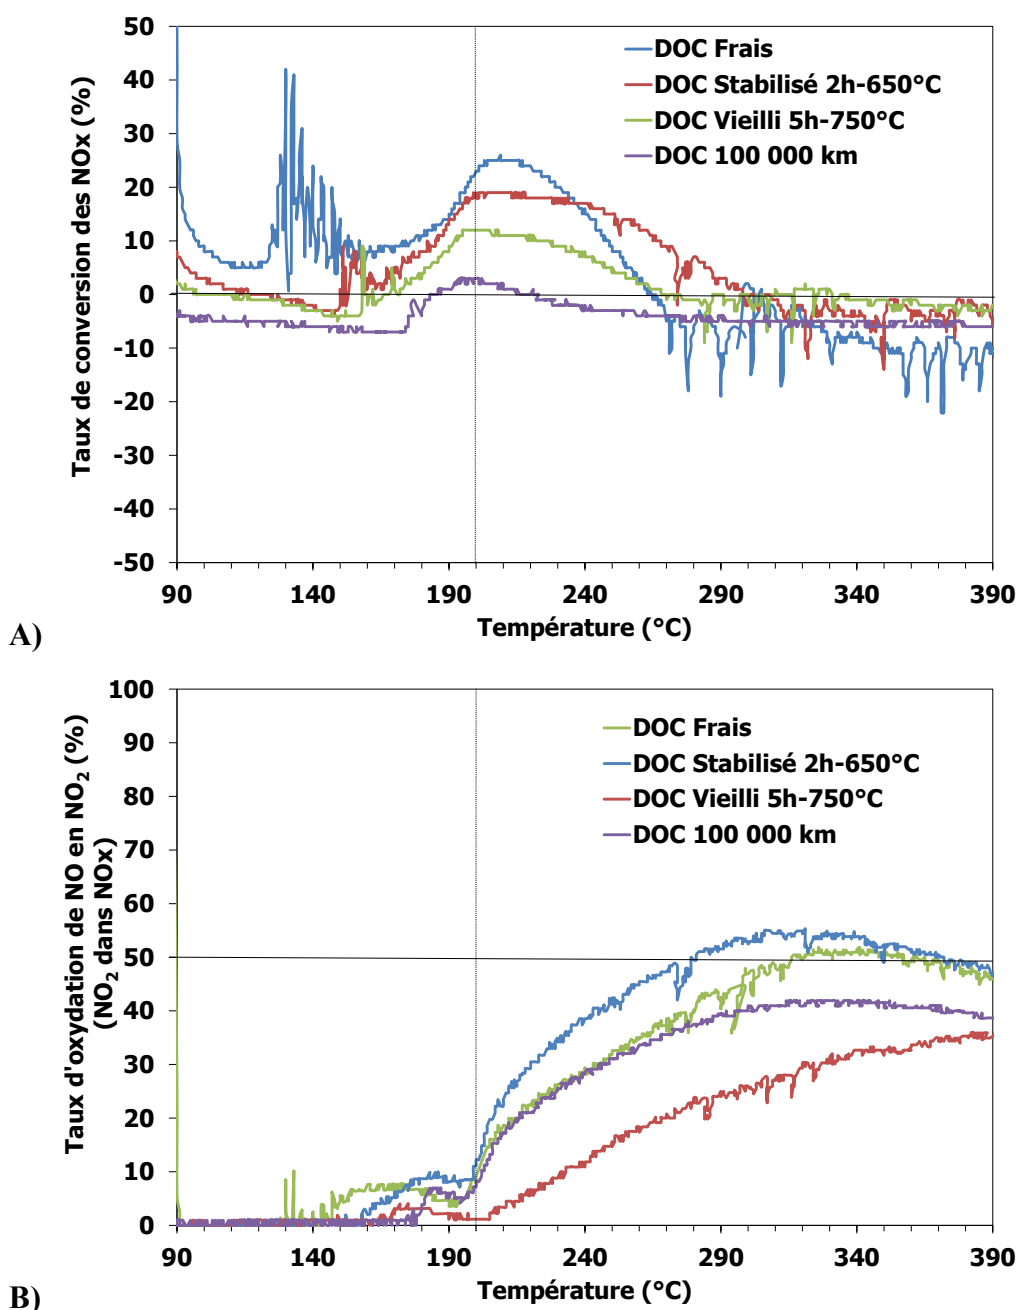 50
40
30
20
10
0
-10
-20
-30
-40
-50
Taux de conversion des NOx (%)
DOC Frais
DOC Stabilisé 2h-650°C
DOC Vieilli 5h-750°C
DOC 100 000 km
90 140 190 240 290 340 390
Température (°C)
A)
100
90
80
70
60
50
40
30
20
10
0
Taux d'oxydation de NO en NO₂ (%)
(NO₂ dans NOx)
DOC Frais
DOC Stabilisé 2h-650°C
DOC Vieilli 5h-750°C
DOC 100 000 km
90 140 190 240 290 340 390
Température (°C)
B)